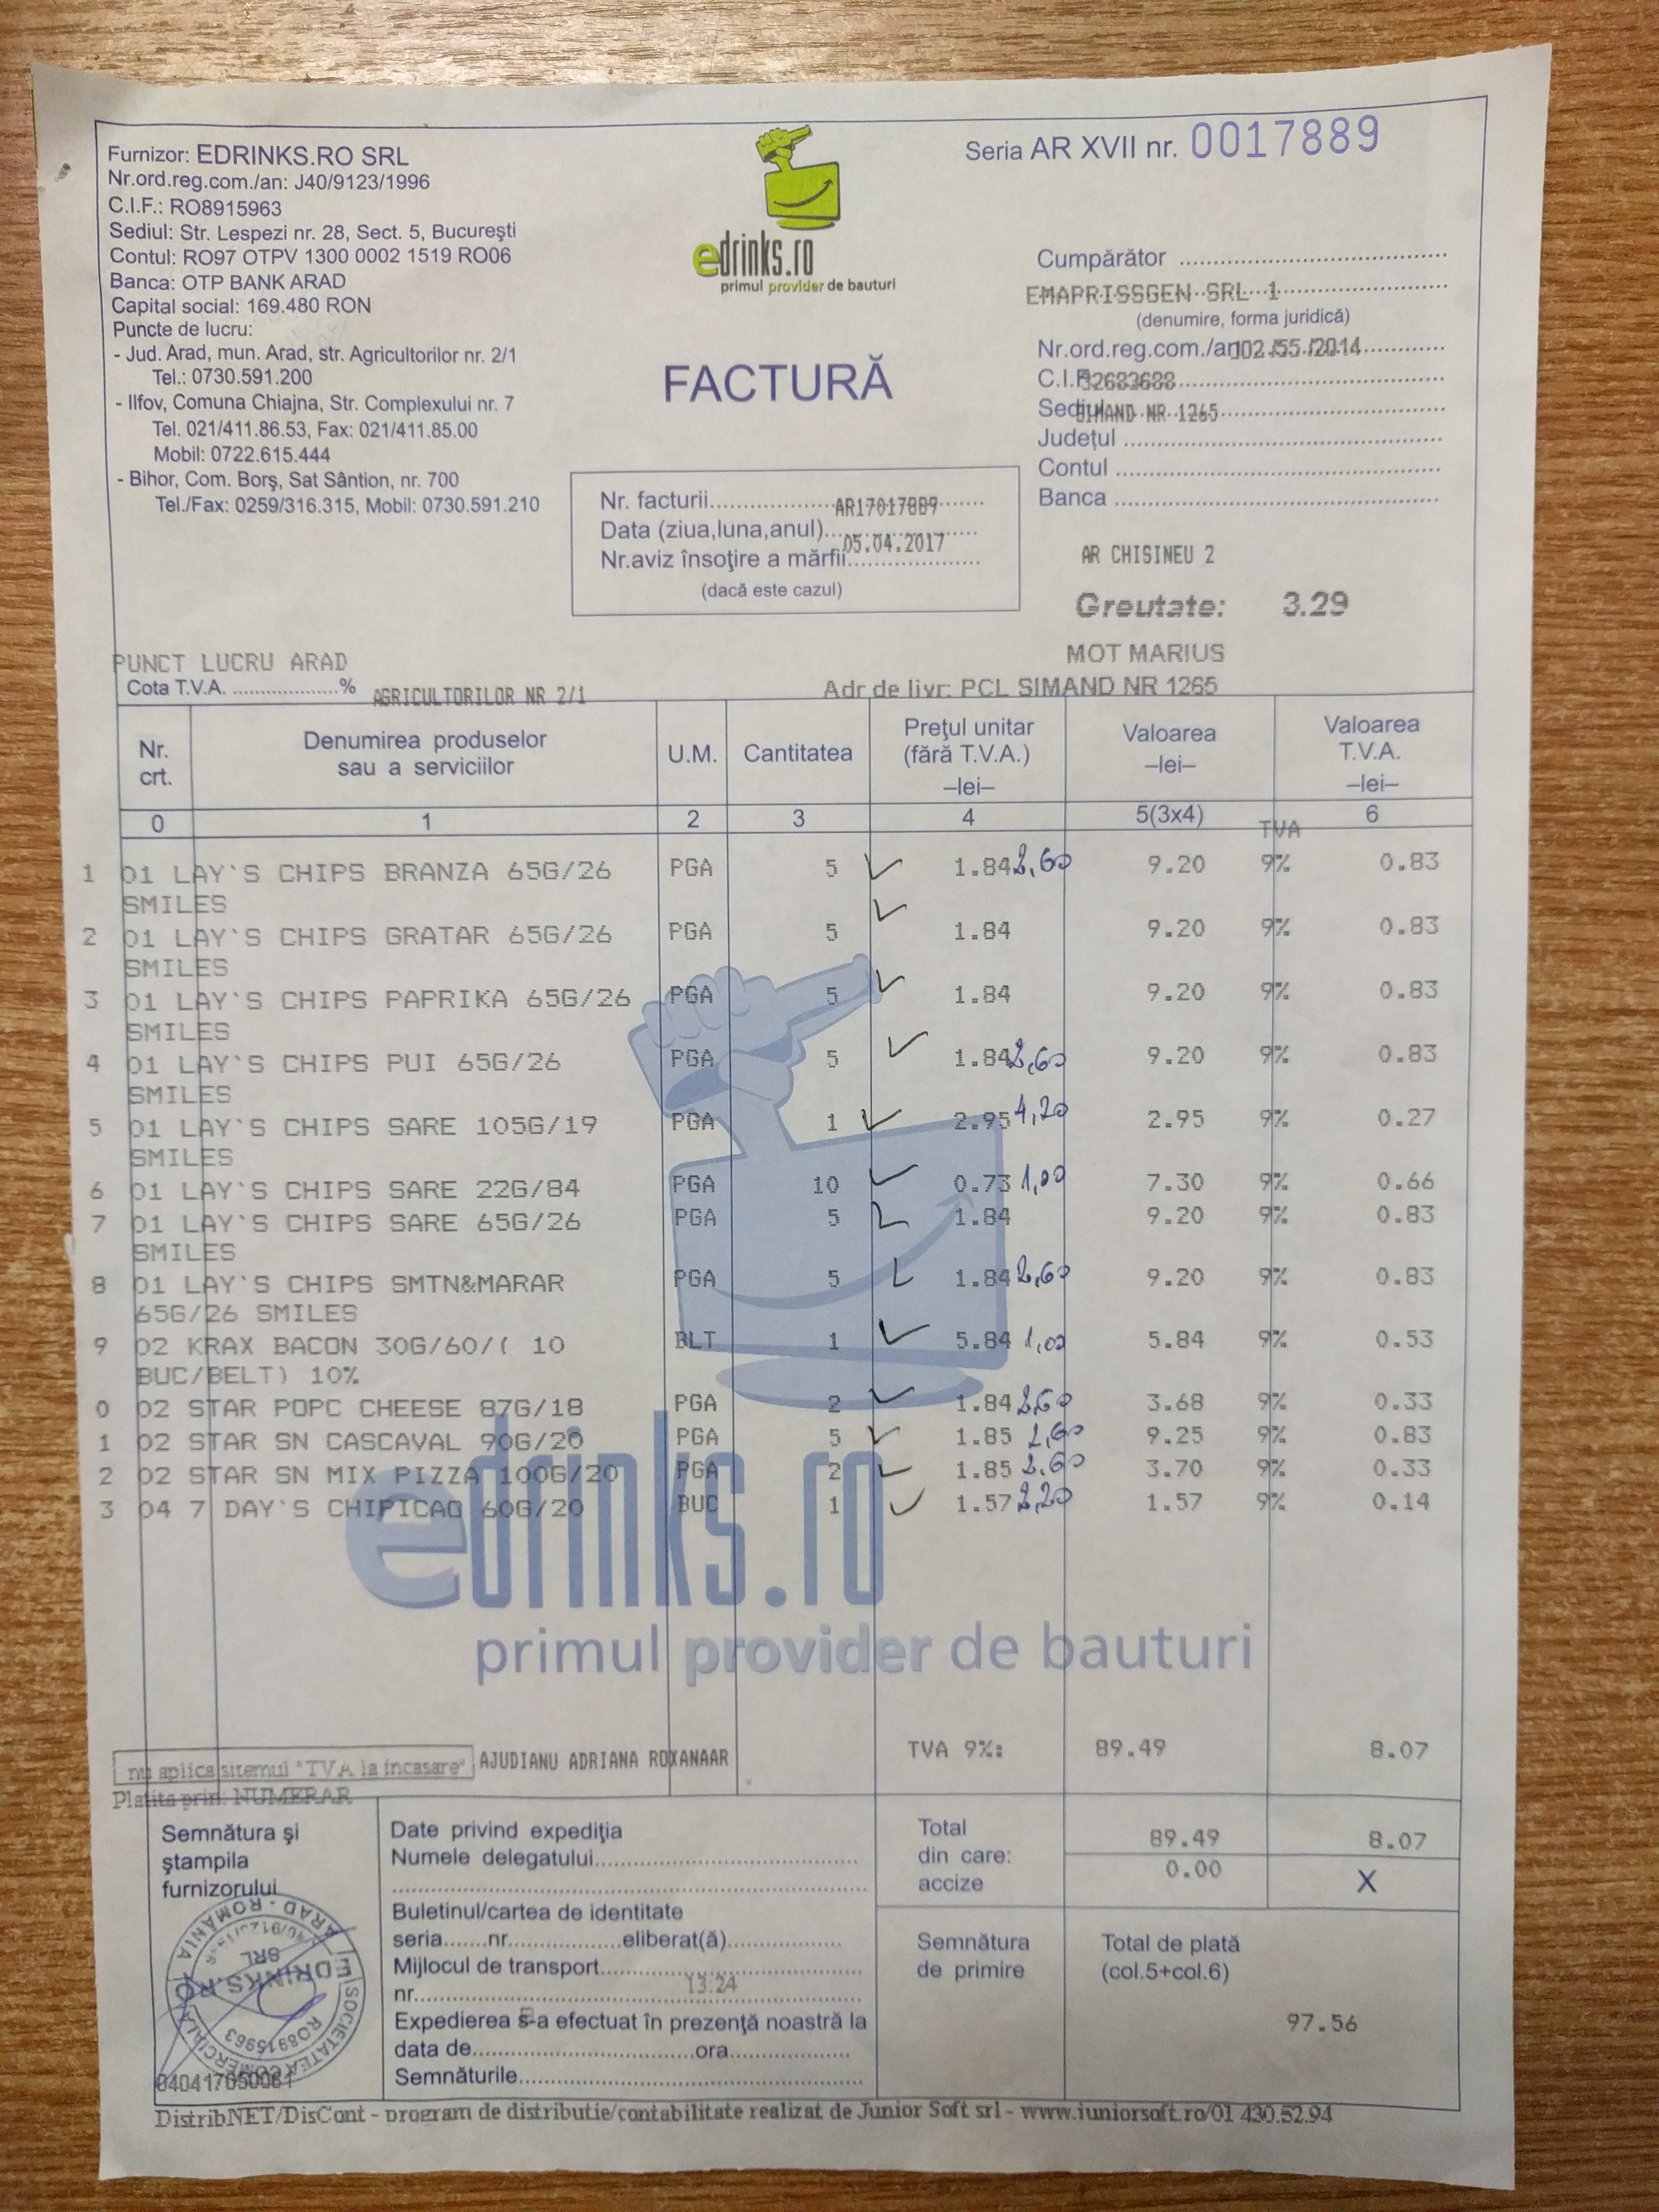 Furnizor: EDRINKS.RO SRL
Nr.ord.reg.com./an: J40/9123/1996
C.I.F.: RO8915963
Sediul: Str. Lespezi nr. 28, Sect. 5, Bucureşti
Contul: RO97 OTPV 1300 0002 1519 RO06
Banca: OTP BANK ARAD
Capital social: 169.480 RON
Puncte de lucru:
- Jud. Arad, mun. Arad, str. Agricultorilor nr. 2/1
Tel.: 0730.591.200
- Ilfov, Comuna Chiajna, Str. Complexului nr. 7
Tel. 021/411.86.53, Fax: 021/411.85.00
Mobil: 0722.615.444
- Bihor, Com. Borş, Sat Sântion, nr. 700
Tel./Fax: 0259/316.315, Mobil: 0730.591.210
edrinks.ro
primul provider de bauturi
FACTURĂ
Nr. facturii AR17017889
Data (ziua,luna,anul) 05.04.2017
Nr.aviz însoţire a mărfii
(dacă este cazul)
Seria AR XVII nr. 0017889
Cumpărător
EMAPRISSGEN SRL 1
(denumire, forma juridică)
Nr.ord.reg.com./an J02/55/2014
C.I.F. 32683688
Sediul SIMAND NR 1265
Judeţul
Contul
Banca
AR CHISINEU 2
Greutate: 3.29
MOT MARIUS
PUNCT LUCRU ARAD
Cota T.V.A. % AGRICULTORILOR NR 2/1
Adr de livr: PCL SIMAND NR 1265
Nr. crt. Denumirea produselor sau a serviciilor U.M. Cantitatea Preţul unitar (fără T.V.A.) –lei– Valoarea –lei– Valoarea T.V.A. –lei–
0 1 2 3 4 5(3x4) TVA 6
1 01 LAY'S CHIPS BRANZA 65G/26 PGA 5 1.84 2,60 9.20 9% 0.83
SMILES
2 01 LAY'S CHIPS GRATAR 65G/26 PGA 5 1.84 9.20 9% 0.83
SMILES
3 01 LAY'S CHIPS PAPRIKA 65G/26 PGA 5 1.84 9.20 9% 0.83
SMILES
4 01 LAY'S CHIPS PUI 65G/26 PGA 5 1.84 2,60 9.20 9% 0.83
SMILES
5 01 LAY'S CHIPS SARE 105G/19 PGA 1 2.95 4,20 2.95 9% 0.27
SMILES
6 01 LAY'S CHIPS SARE 22G/84 PGA 10 0.73 1,00 7.30 9% 0.66
7 01 LAY'S CHIPS SARE 65G/26 PGA 5 1.84 9.20 9% 0.83
SMILES
8 01 LAY'S CHIPS SMTN&MARAR PGA 5 1.84 2,60 9.20 9% 0.83
65G/26 SMILES
9 02 KRAX BACON 30G/60/( 10 BLT 1 5.84 1,00 5.84 9% 0.53
BUC/BELT) 10%
0 02 STAR POPC CHEESE 87G/18 PGA 2 1.84 2,60 3.68 9% 0.33
1 02 STAR SN CASCAVAL 90G/20 PGA 5 1.85 2,60 9.25 9% 0.83
2 02 STAR SN MIX PIZZA 100G/20 PGA 2 1.85 2,60 3.70 9% 0.33
3 04 7 DAY'S CHIPICAO 60G/20 BUC 1 1.57 2,20 1.57 9% 0.14
edrinks.ro
primul provider de bauturi
nu aplica sitemul "TVA la incasare" AJUDIANU ADRIANA ROXANAAR
TVA 9%: 89.49 8.07
Platita prin: NUMERAR
Semnătura şi
ştampila
furnizorului
ARAD - ROMÂNIA
SOCIETATEA COMERCIALĂ
EDRINKS.RO
SRL
RO8915963
040417050061
Date privind expediţia
Numele delegatului
Buletinul/cartea de identitate
seria nr. eliberat(ă)
Mijlocul de transport
nr. 13:24
Expedierea s-a efectuat în prezenţă noastră la
data de ora
Semnăturile
Total 89.49 8.07
din care:
accize 0.00 X
Semnătura
de primire
Total de plată
(col.5+col.6)
97.56
DistribNET/DisCont - program de distributie/contabilitate realizat de Junior Soft srl - www.juniorsoft.ro/01 430.52.94